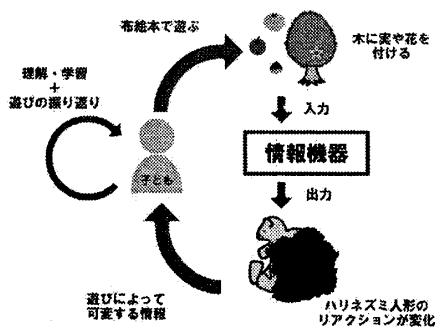 布絵本で遊ぶ
木に実や花を
付ける
理解・学習
+
遊びの振り返り
入力
情報機器
子ども
出力
遊びによって
可変する情報
ハリネズミ人形の
リアクションが変化